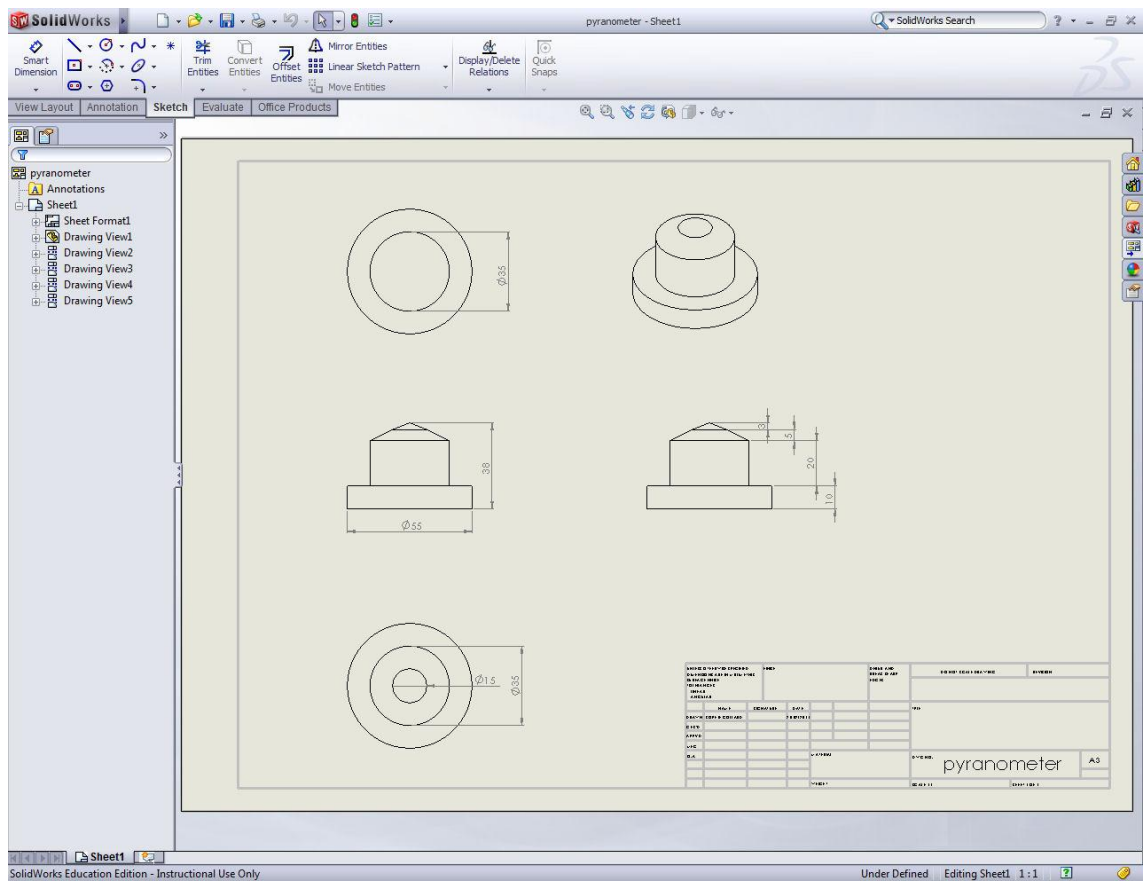 SolidWorks
pyranometer - Sheet1
SolidWorks Search
Smart Dimension
Trim Entities
Convert Entities
Offset Entities
Mirror Entities
Linear Sketch Pattern
Move Entities
Display/Delete Relations
Quick Snaps
View Layout Annotation Sketch Evaluate Office Products
pyranometer
Annotations
Sheet1
Sheet Format1
Drawing View1
Drawing View2
Drawing View3
Drawing View4
Drawing View5
Ø35
38
Ø55
3
5
20
10
Ø15
Ø35
pyranometer
A3
Sheet1
SolidWorks Education Edition - Instructional Use Only
Under Defined Editing Sheet1 1:1